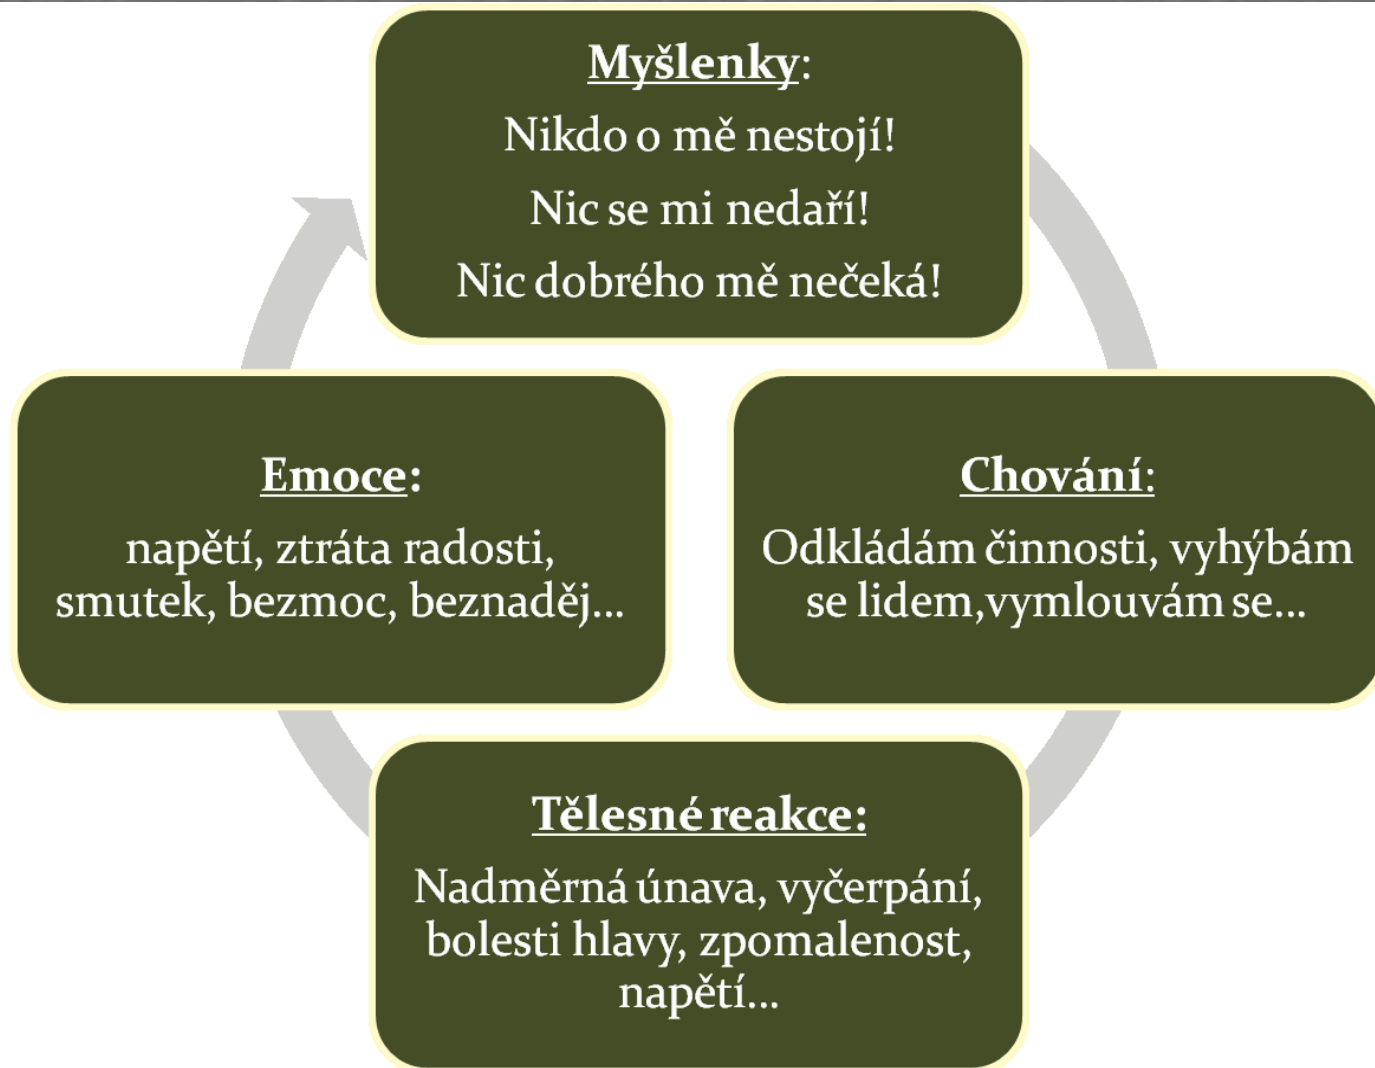 Myšlenky:
Nikdo o mě nestojí!
Nic se mi nedaří!
Nic dobrého mě nečeká!
Emoce:
napětí, ztráta radosti,
smutek, bezmoc, beznaděj...
Chování:
Odkládám činnosti, vyhýbám
se lidem,vymlouvám se...
Tělesné reakce:
Nadměrná únava, vyčerpání,
bolesti hlavy, zpomalenost,
napětí...